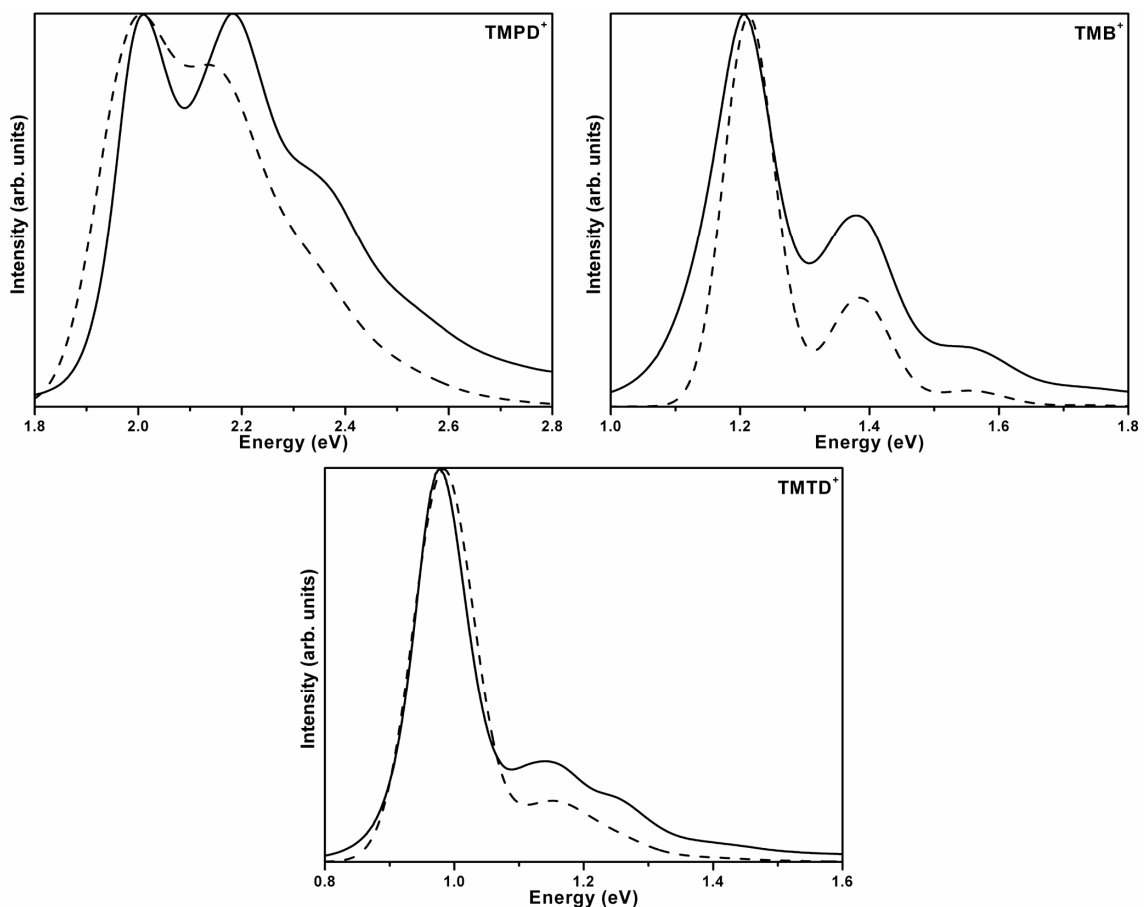 TMPD+
Intensity (arb. units)
1.8 2.0 2.2 2.4 2.6 2.8
Energy (eV)
TMB+
Intensity (arb. units)
1.0 1.2 1.4 1.6 1.8
Energy (eV)
TMTD+
Intensity (arb. units)
0.8 1.0 1.2 1.4 1.6
Energy (eV)